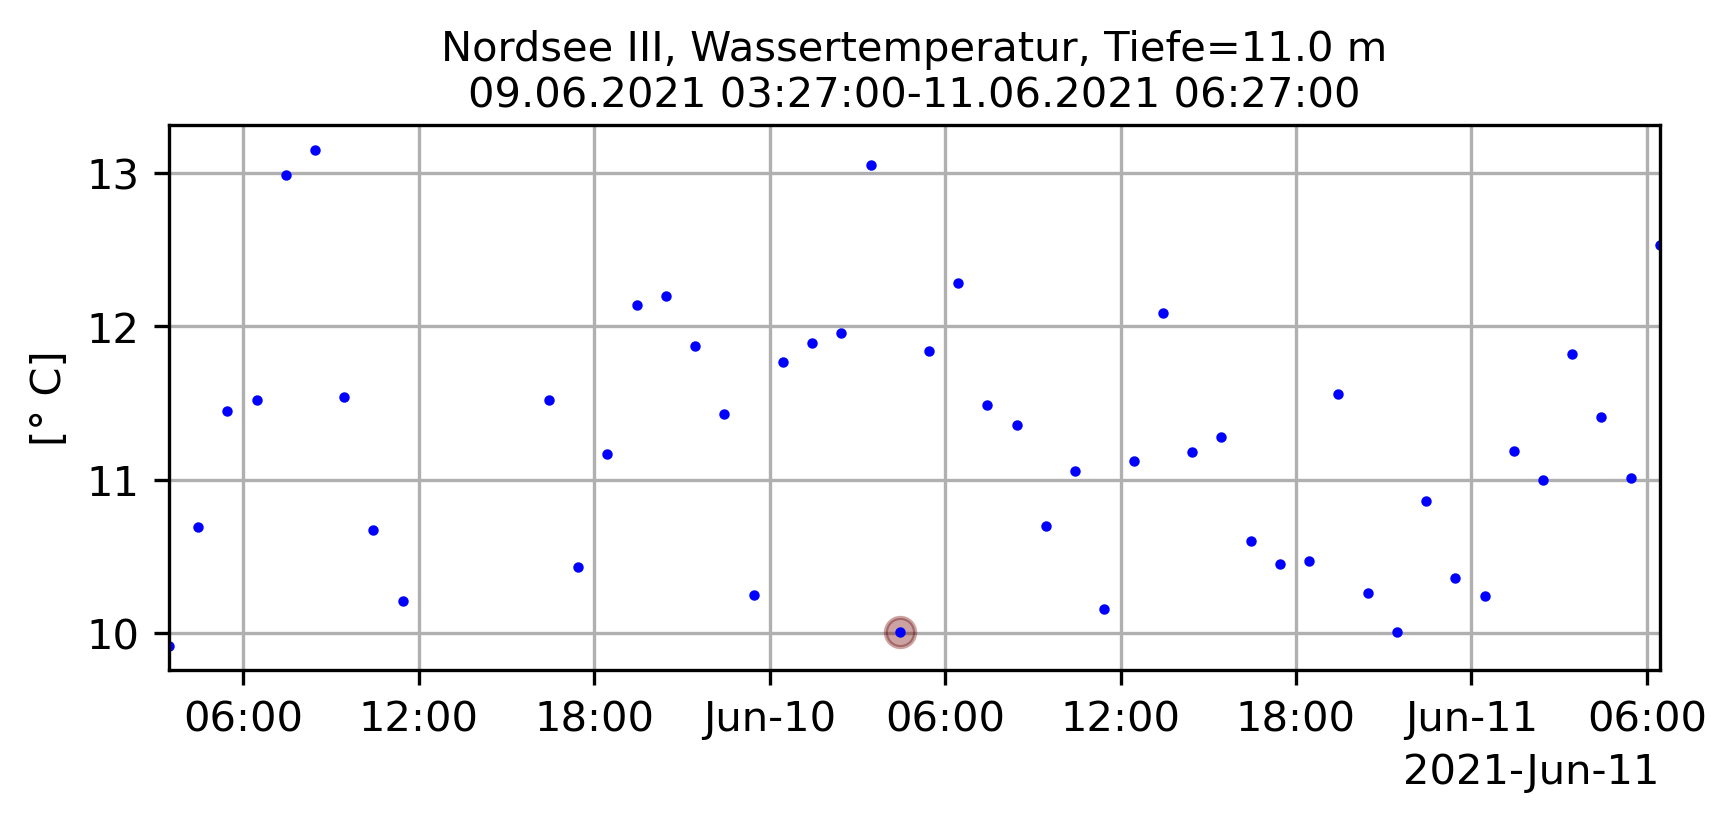 Nordsee III, Wassertemperatur, Tiefe=11.0 m
09.06.2021 03:27:00-11.06.2021 06:27:00
[° C]
13
12
11
10
06:00 12:00 18:00 Jun-10 06:00 12:00 18:00 Jun-11 06:00
2021-Jun-11